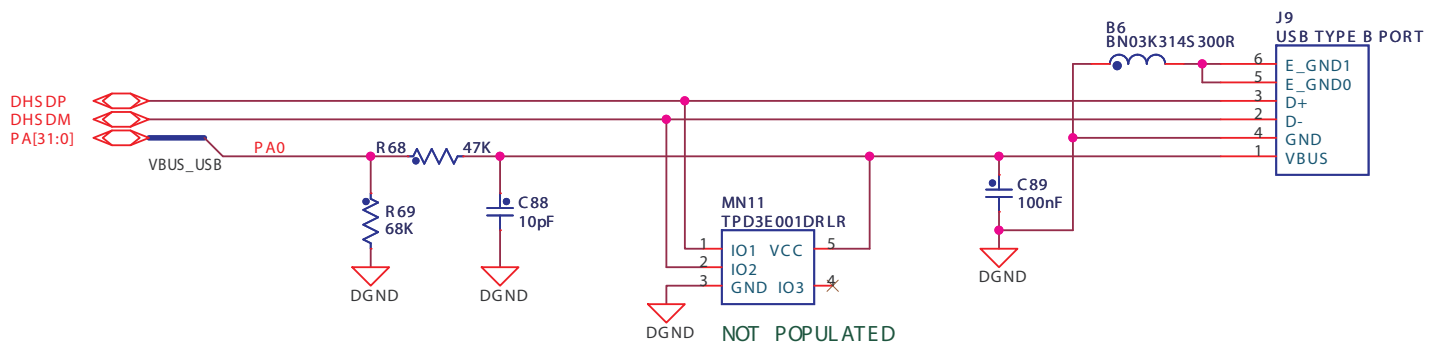 J9
USB TYPE B PORT
B6
BN03K314S300R
6 E_GND1
5 E_GND0
DHSDP
3 D+
DHSDM
2 D-
PA[31:0]
4 GND
VBUS_USB
PA0
R68 47K
1 VBUS
R69
68K
C88
10pF
MN11
TPD3E001DRLR
C89
100nF
1 IO1 VCC 5
2 IO2
3 GND IO3 4
DGND
DGND
DGND
DGND
NOT POPULATED